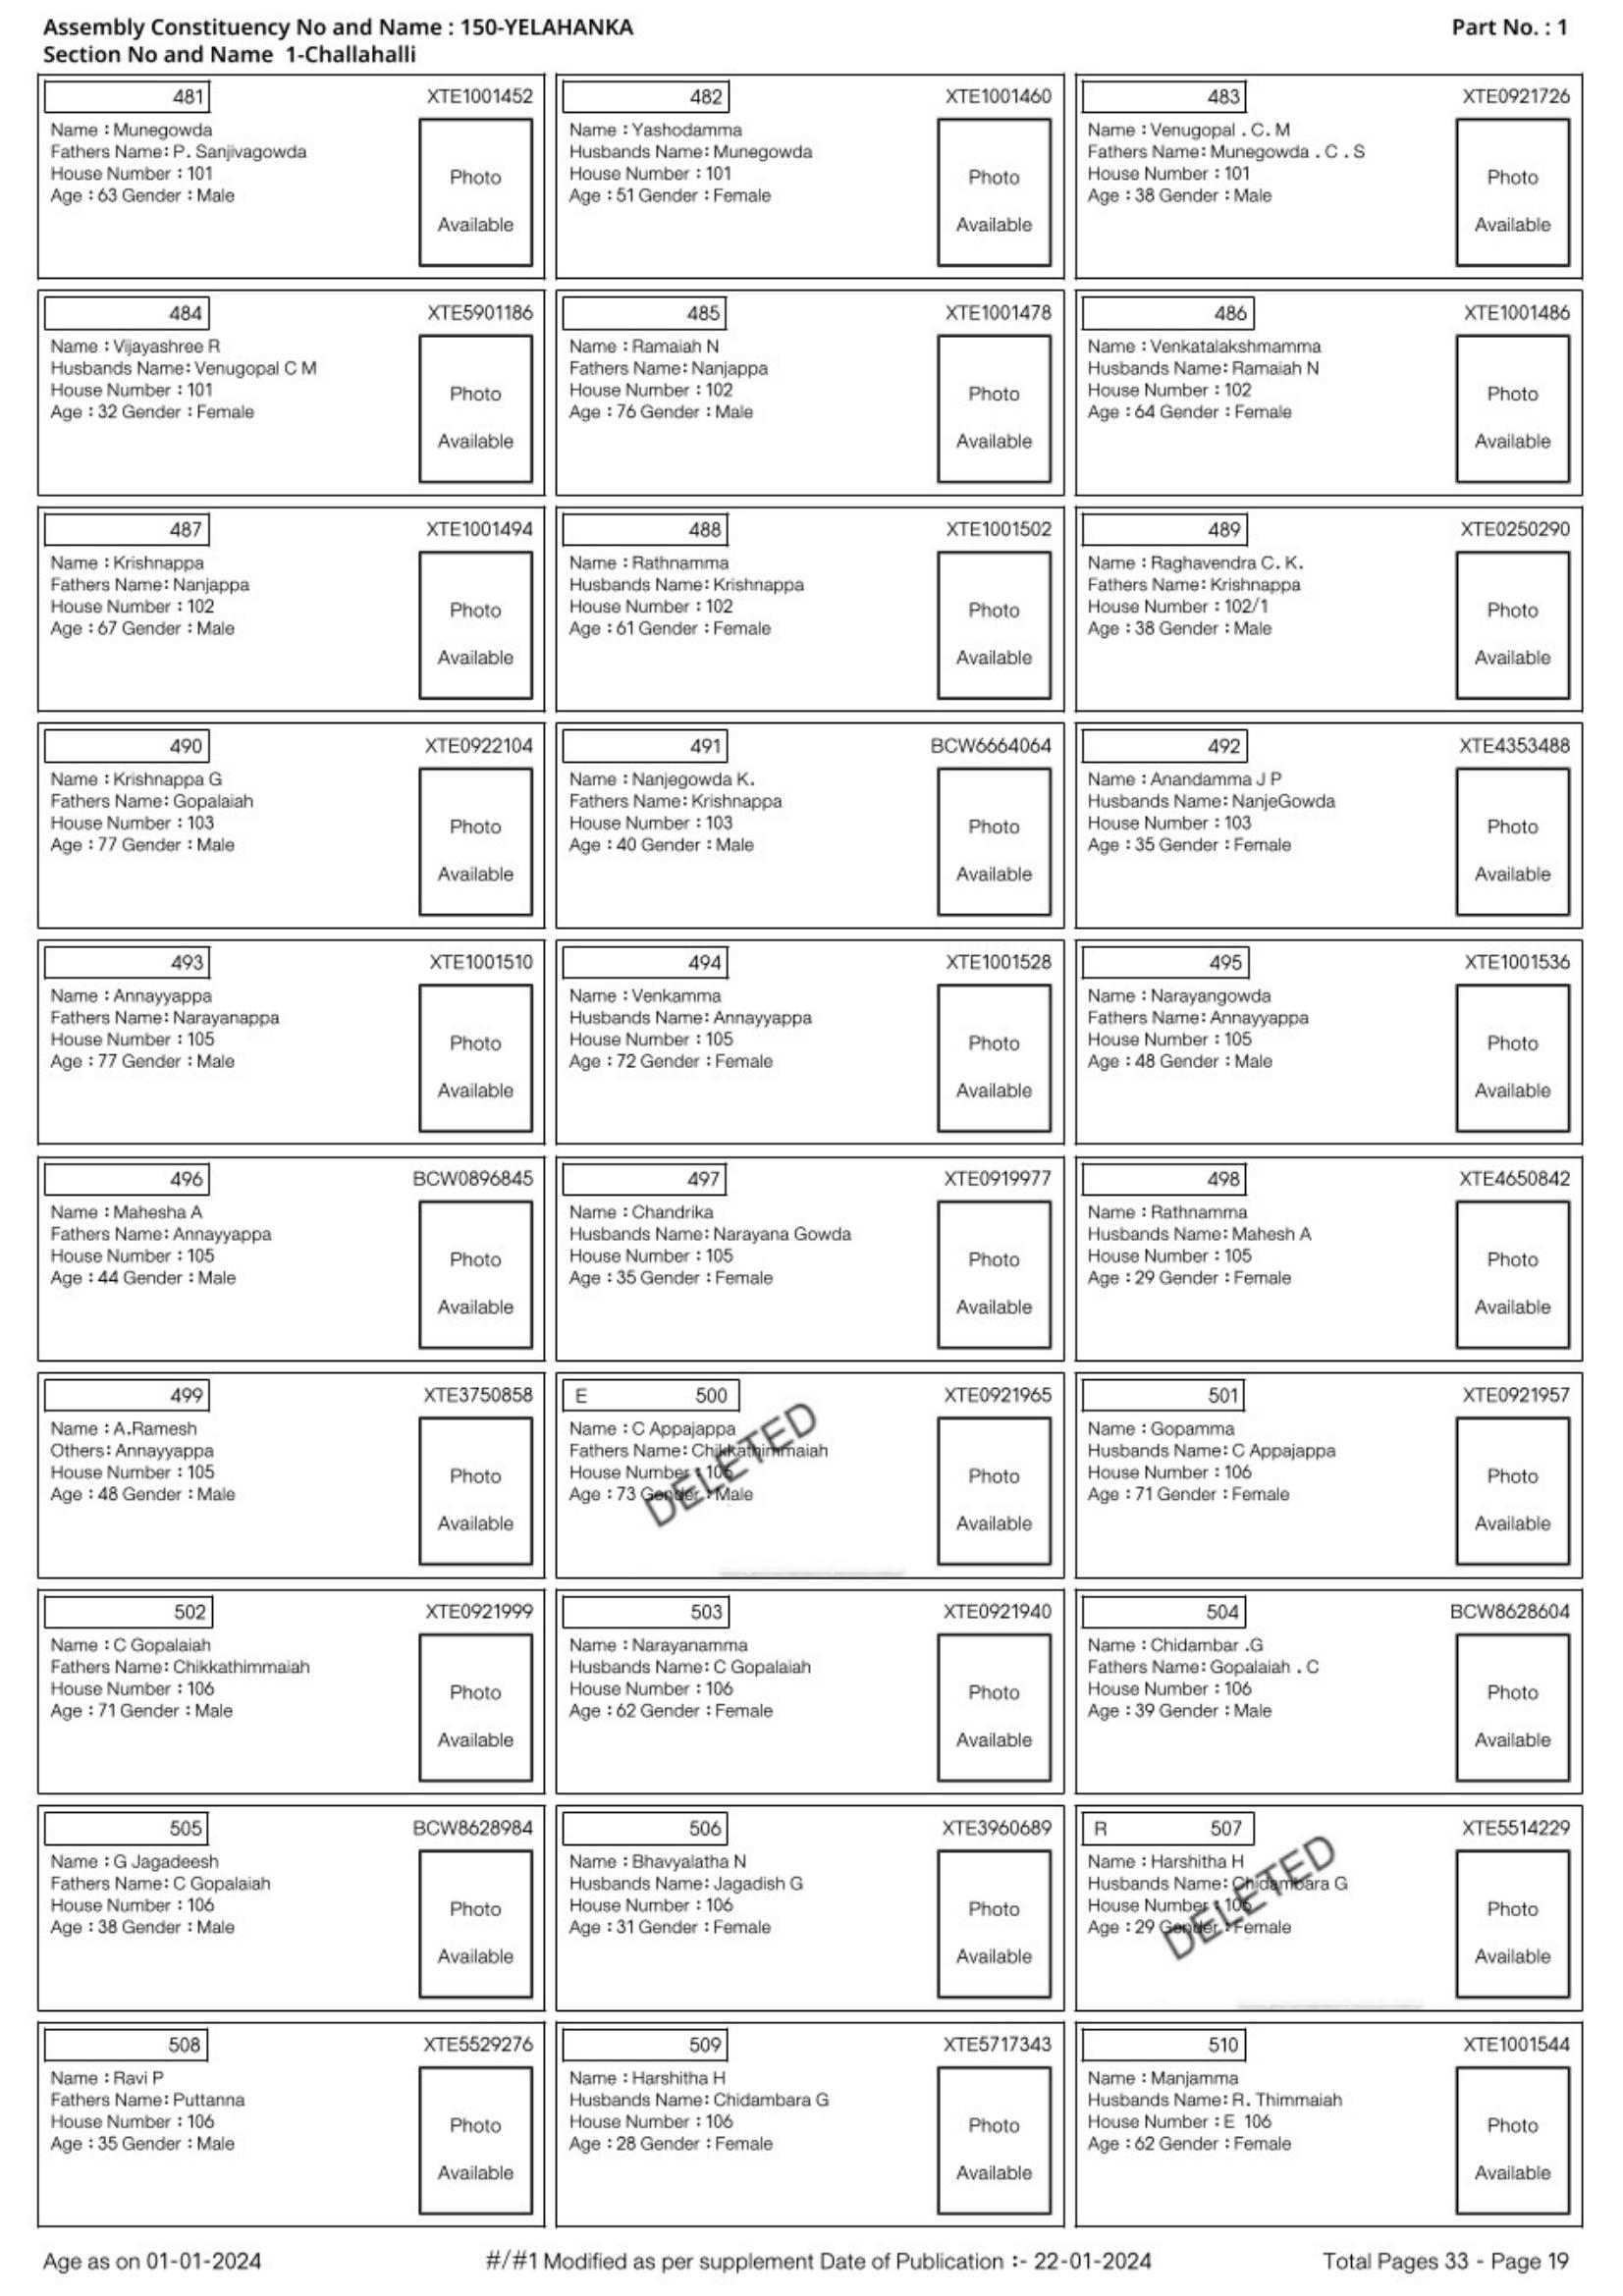 Assembly Constituency No and Name : 150-YELAHANKA
Part No. : 1
Section No and Name 1-Challahalli
481 XTE1001452
Name : Munegowda
Fathers Name: P. Sanjivagowda
House Number : 101
Age : 63 Gender : Male
Photo
Available
482 XTE1001460
Name : Yashodamma
Husbands Name: Munegowda
House Number : 101
Age : 51 Gender : Female
Photo
Available
483 XTE0921726
Name : Venugopal . C. M
Fathers Name: Munegowda . C . S
House Number : 101
Age : 38 Gender : Male
Photo
Available
484 XTE5901186
Name : Vijayashree R
Husbands Name: Venugopal C M
House Number : 101
Age : 32 Gender : Female
Photo
Available
485 XTE1001478
Name : Ramaiah N
Fathers Name: Nanjappa
House Number : 102
Age : 76 Gender : Male
Photo
Available
486 XTE1001486
Name : Venkatalakshmamma
Husbands Name: Ramaiah N
House Number : 102
Age : 64 Gender : Female
Photo
Available
487 XTE1001494
Name : Krishnappa
Fathers Name: Nanjappa
House Number : 102
Age : 67 Gender : Male
Photo
Available
488 XTE1001502
Name : Rathnamma
Husbands Name: Krishnappa
House Number : 102
Age : 61 Gender : Female
Photo
Available
489 XTE0250290
Name : Raghavendra C. K.
Fathers Name: Krishnappa
House Number : 102/1
Age : 38 Gender : Male
Photo
Available
490 XTE0922104
Name : Krishnappa G
Fathers Name: Gopalaiah
House Number : 103
Age : 77 Gender : Male
Photo
Available
491 BCW6664064
Name : Nanjegowda K.
Fathers Name: Krishnappa
House Number : 103
Age : 40 Gender : Male
Photo
Available
492 XTE4353488
Name : Anandamma J P
Husbands Name: NanjeGowda
House Number : 103
Age : 35 Gender : Female
Photo
Available
493 XTE1001510
Name : Annayyappa
Fathers Name: Narayanappa
House Number : 105
Age : 77 Gender : Male
Photo
Available
494 XTE1001528
Name : Venkamma
Husbands Name: Annayyappa
House Number : 105
Age : 72 Gender : Female
Photo
Available
495 XTE1001536
Name : Narayangowda
Fathers Name: Annayyappa
House Number : 105
Age : 48 Gender : Male
Photo
Available
496 BCW0896845
Name : Mahesha A
Fathers Name: Annayyappa
House Number : 105
Age : 44 Gender : Male
Photo
Available
497 XTE0919977
Name : Chandrika
Husbands Name: Narayana Gowda
House Number : 105
Age : 35 Gender : Female
Photo
Available
498 XTE4650842
Name : Rathnamma
Husbands Name: Mahesh A
House Number : 105
Age : 29 Gender : Female
Photo
Available
499 XTE3750858
Name : A.Ramesh
Others: Annayyappa
House Number : 105
Age : 48 Gender : Male
Photo
Available
E 500 XTE0921965
Name : C Appajappa
Fathers Name: Chikkathimmaiah
House Number : 106
Age : 73 Gender : Male
DELETED
Photo
Available
501 XTE0921957
Name : Gopamma
Husbands Name: C Appajappa
House Number : 106
Age : 71 Gender : Female
Photo
Available
502 XTE0921999
Name : C Gopalaiah
Fathers Name: Chikkathimmaiah
House Number : 106
Age : 71 Gender : Male
Photo
Available
503 XTE0921940
Name : Narayanamma
Husbands Name: C Gopalaiah
House Number : 106
Age : 62 Gender : Female
Photo
Available
504 BCW8628604
Name : Chidambar .G
Fathers Name: Gopalaiah . C
House Number : 106
Age : 39 Gender : Male
Photo
Available
505 BCW8628984
Name : G Jagadeesh
Fathers Name: C Gopalaiah
House Number : 106
Age : 38 Gender : Male
Photo
Available
506 XTE3960689
Name : Bhavyalatha N
Husbands Name: Jagadish G
House Number : 106
Age : 31 Gender : Female
Photo
Available
R 507 XTE5514229
Name : Harshitha H
Husbands Name: Chidambara G
House Number : 106
Age : 29 Gender : Female
DELETED
Photo
Available
508 XTE5529276
Name : Ravi P
Fathers Name: Puttanna
House Number : 106
Age : 35 Gender : Male
Photo
Available
509 XTE5717343
Name : Harshitha H
Husbands Name: Chidambara G
House Number : 106
Age : 28 Gender : Female
Photo
Available
510 XTE1001544
Name : Manjamma
Husbands Name: R. Thimmaiah
House Number : E 106
Age : 62 Gender : Female
Photo
Available
Age as on 01-01-2024
#/#1 Modified as per supplement Date of Publication :- 22-01-2024
Total Pages 33 - Page 19